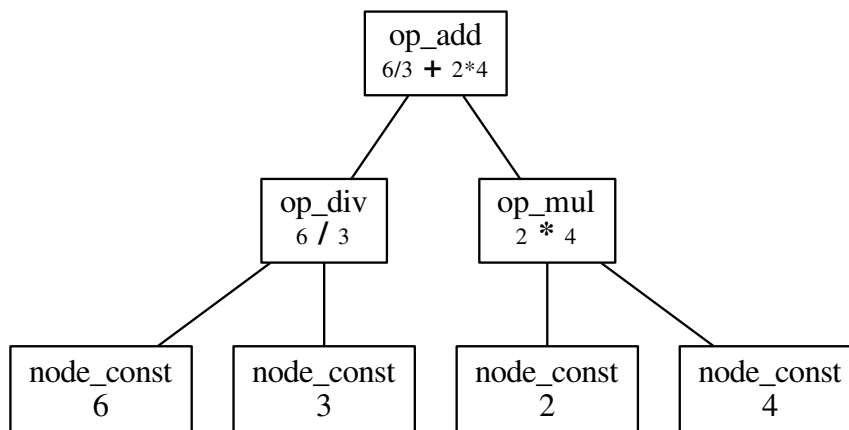 op_add
6/3 + 2*4
op_div
6 / 3
op_mul
2 * 4
node_const
6
node_const
3
node_const
2
node_const
4